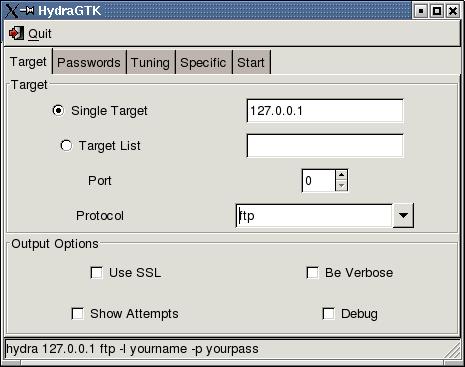 HydraGTK
Quit
Target Passwords Tuning Specific Start
Target
Single Target 127.0.0.1
Target List
Port 0
Protocol ftp
Output Options
Use SSL Be Verbose
Show Attempts Debug
hydra 127.0.0.1 ftp -l yourname -p yourpass